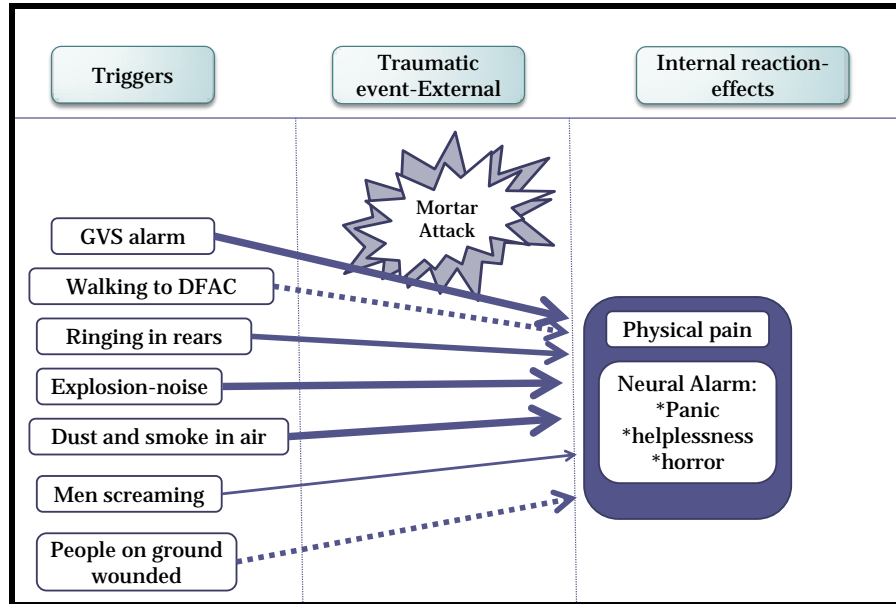 Triggers
Traumatic
event-External
Internal reaction-
effects
Mortar
Attack
GVS alarm
Walking to DFAC
Ringing in rears
Explosion-noise
Dust and smoke in air
Men screaming
People on ground
wounded
Physical pain
Neural Alarm:
*Panic
*helplessness
*horror